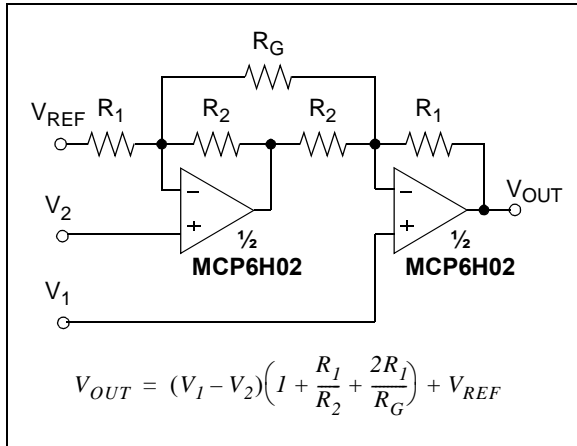 R_G
V_REF R_1 R_2 R_2 R_1
V_2
V_OUT
− + ½ MCP6H02
− + ½ MCP6H02
V_1
V_OUT = (V_1 – V_2)(1 + R_1/R_2 + 2R_1/R_G) + V_REF